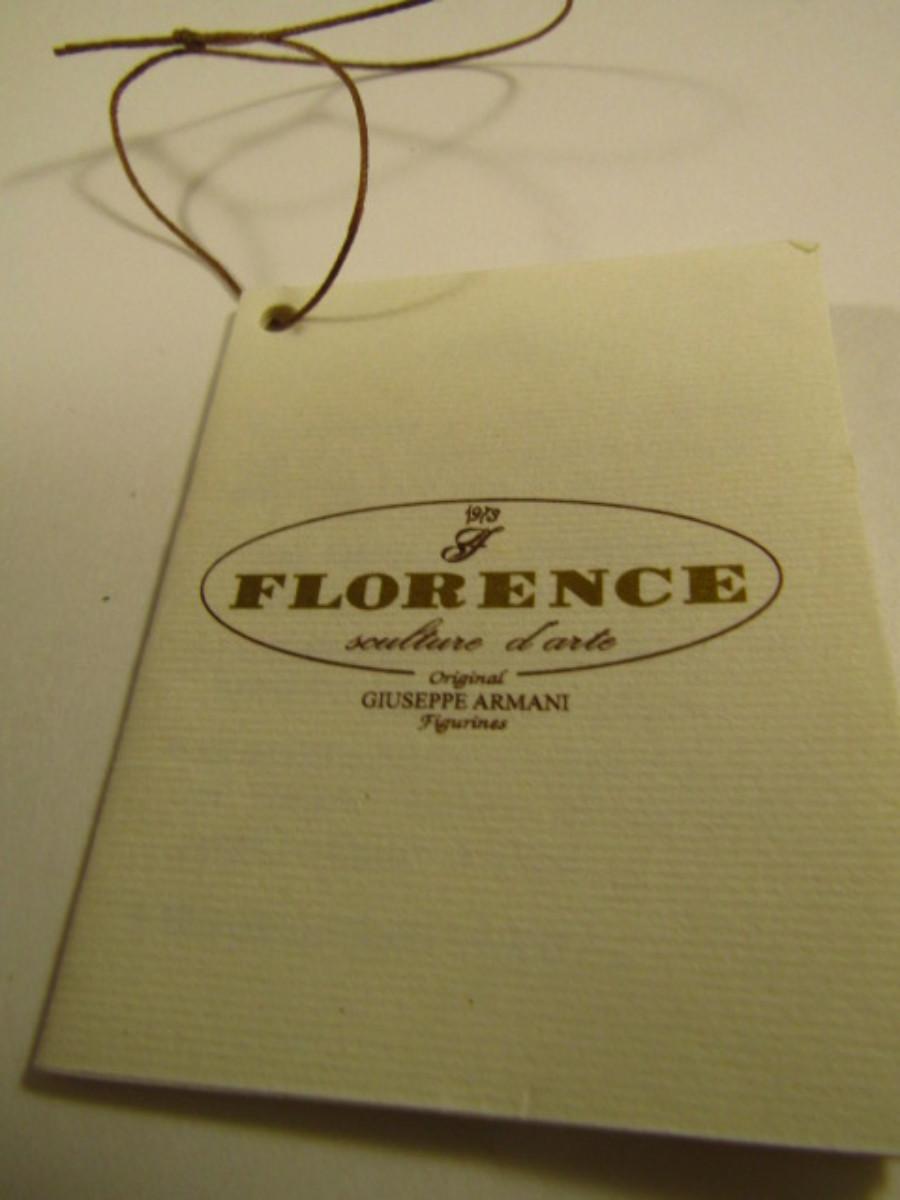 1973
F
FLORENCE
sculture d'arte
Original
GIUSEPPE ARMANI
Figurines